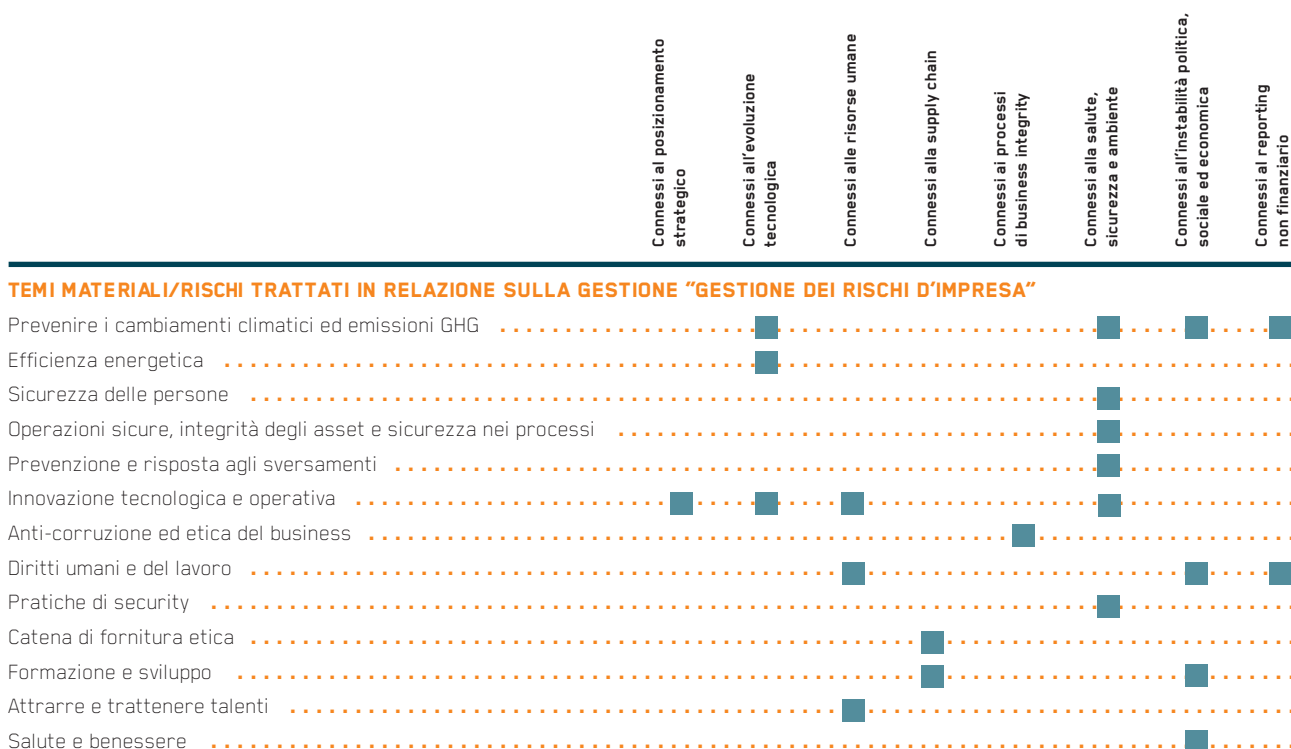 Connessi al posizionamento
strategico
Connessi all'evoluzione
tecnologica
Connessi alle risorse umane
Connessi alla supply chain
Connessi ai processi
di business integrity
Connessi alla salute,
sicurezza e ambiente
Connessi all'instabilità politica,
sociale ed economica
Connessi al reporting
non finanziario
TEMI MATERIALI/RISCHI TRATTATI IN RELAZIONE SULLA GESTIONE “GESTIONE DEI RISCHI D'IMPRESA”
Prevenire i cambiamenti climatici ed emissioni GHG
Efficienza energetica
Sicurezza delle persone
Operazioni sicure, integrità degli asset e sicurezza nei processi
Prevenzione e risposta agli sversamenti
Innovazione tecnologica e operativa
Anti-corruzione ed etica del business
Diritti umani e del lavoro
Pratiche di security
Catena di fornitura etica
Formazione e sviluppo
Attrarre e trattenere talenti
Salute e benessere